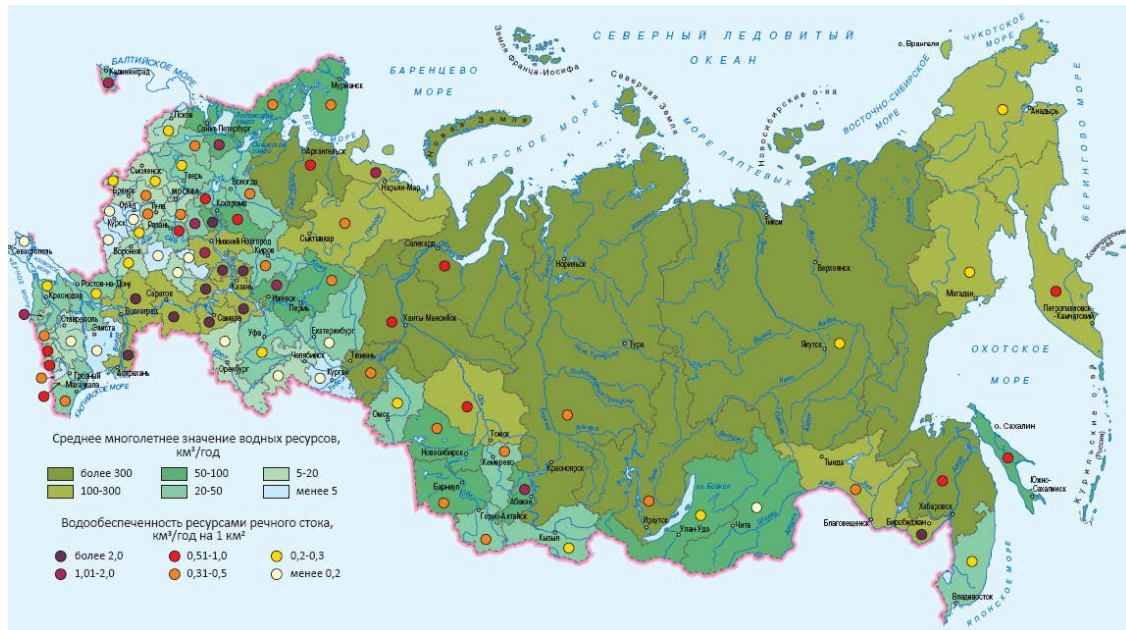 СЕВЕРНЫЙ ЛЕДОВИТЫЙ
ОКЕАН
ЧУКОТСКОЕ
МОРЕ
о. Врангеля
Земля Франца-Иосифа
Северная Земля
Новосибирские о-ва
ВОСТОЧНО-СИБИРСКОЕ
МОРЕ
БЕРИНГОВО МОРЕ
БАЛТИЙСКОЕ МОРЕ
Калининград
БАРЕНЦЕВО
МОРЕ
Новая Земля
КАРСКОЕ МОРЕ
МОРЕ ЛАПТЕВЫХ
Мурманск
Псков
Санкт-Петербург
Архангельск
Нарьян-Мар
Анадырь
Смоленск
Тверь
Вологда
Брянск
МОСКВА
Орёл
Тула
Кострома
Курск
Рязань
Сыктывкар
Салехард
Норильск
Тикси
Верхоянск
Командорские
о-ва
Севастополь
ЧЁРНОЕ МОРЕ
Воронеж
Нижний Новгород
Киров
Казань
Ижевск
Пермь
Ростов-на-Дону
Краснодар
Саратов
Волгоград
Самара
Ставрополь
Элиста
Уфа
Екатеринбург
Оренбург
Челябинск
Курган
Тюмень
Ханты-Мансийск
Тура
Якутск
Магадан
Петропавловск-
Камчатский
Астрахань
Грозный
Махачкала
КАСПИЙСКОЕ МОРЕ
ОХОТСКОЕ
МОРЕ
о. Сахалин
Южно-
Сахалинск
Курильские о-ва
(Россия)
Омск
Томск
Новосибирск
Кемерово
Красноярск
Барнаул
Абакан
Горно-Алтайск
Кызыл
Иркутск
оз. Байкал
Улан-Удэ
Чита
Тында
Благовещенск
Биробиджан
Хабаровск
Владивосток
ЯПОНСКОЕ МОРЕ
Среднее многолетнее значение водных ресурсов,
км³/год
более 300
50-100
5-20
100-300
20-50
менее 5
Водообеспеченность ресурсами речного стока,
км³/год на 1 км²
более 2,0
0,51-1,0
0,2-0,3
1,01-2,0
0,31-0,5
менее 0,2